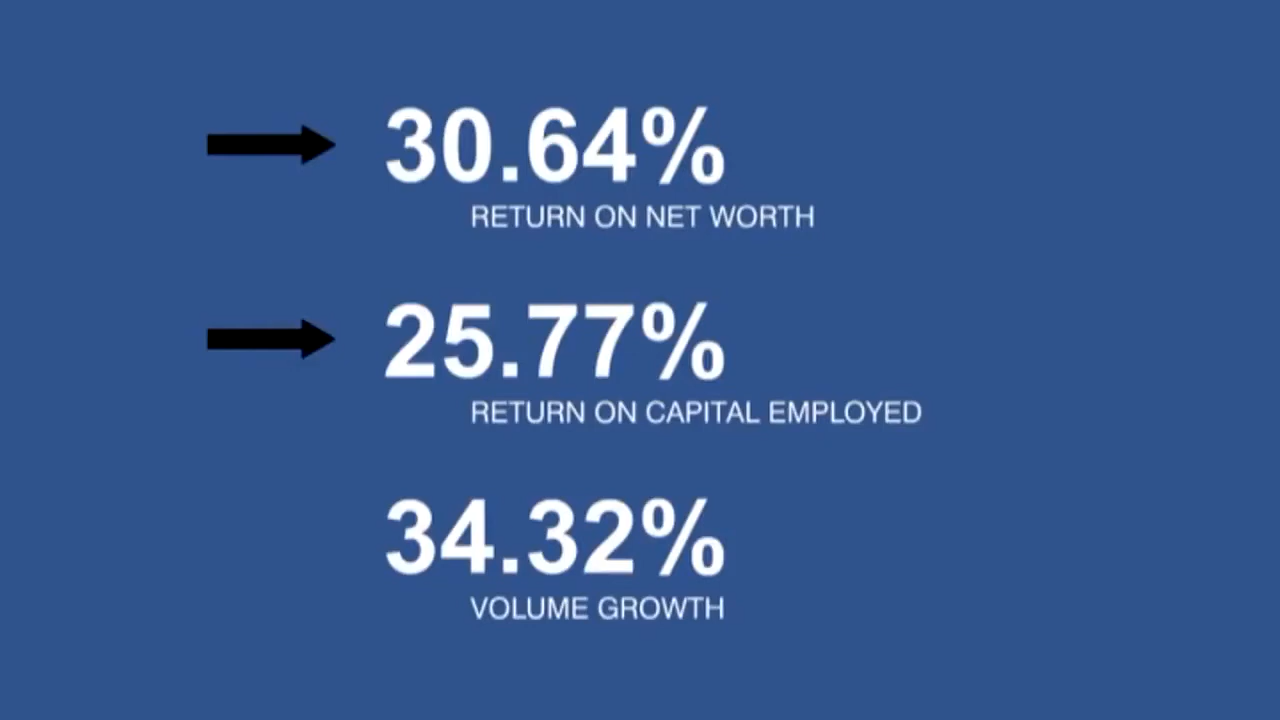 30.64%
RETURN ON NET WORTH
25.77%
RETURN ON CAPITAL EMPLOYED
34.32%
VOLUME GROWTH